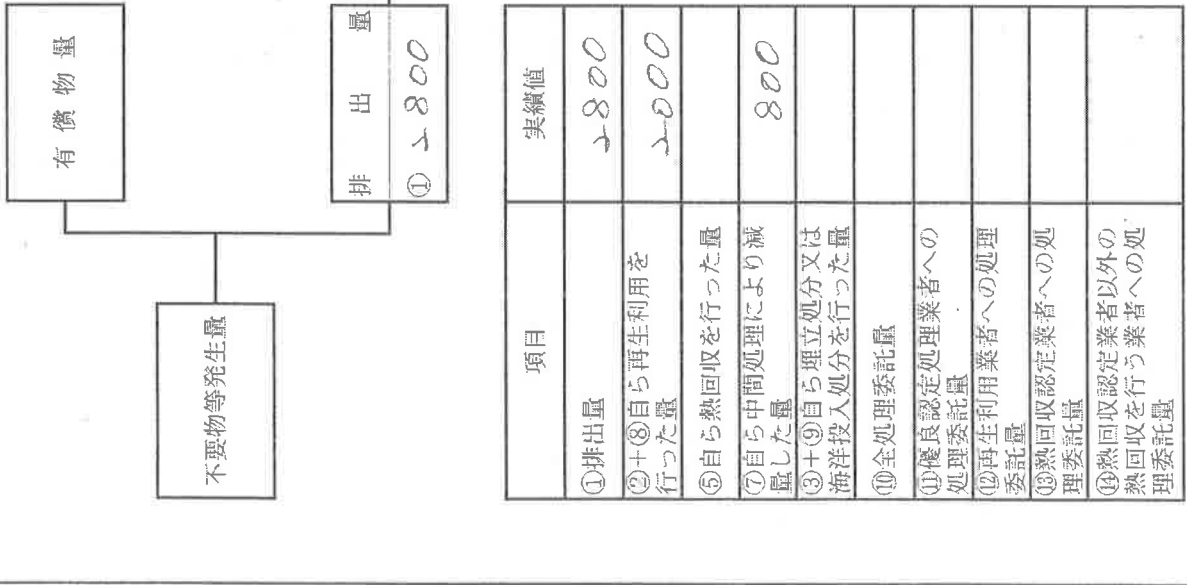 有償物量
不要物等発生量
排出量
① 2800
項目
実績値
①排出量
2800
②+⑧自ら再生利用を
行った量
2000
⑤自ら熱回収を行った量
⑦自ら中間処理により減
量した量
800
③+⑨自ら埋立処分又は
海洋投入処分を行った量
⑩全処理委託量
⑪優良認定処理業者への
処理委託量
⑫再生利用業者への処理
委託量
⑬熱回収認定業者への処
理委託量
⑭熱回収認定業者以外の
熱回収を行う業者への処
理委託量